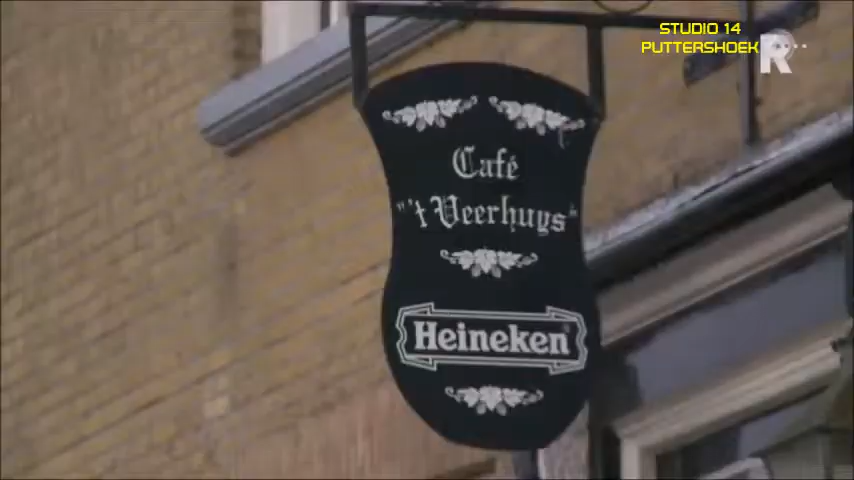 STUDIO 14
PUTTERSHOEK
R
Café
"'t Veerhuys"
Heineken®